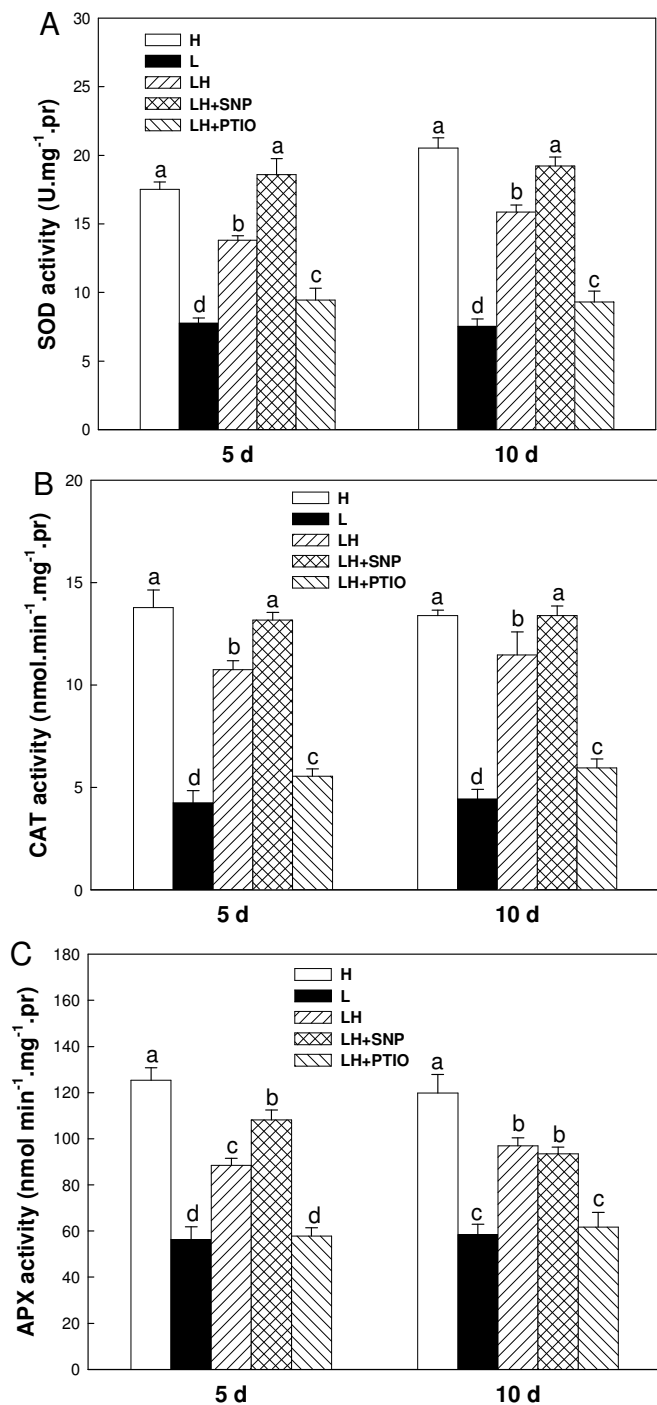 A
SOD activity (U.mg⁻¹.pr)
30
25
20
15
10
5
0
H
L
LH
LH+SNP
LH+PTIO
a
d
b
a
c
a
d
b
a
c
5 d
10 d
B
CAT activity (nmol.min⁻¹.mg⁻¹.pr)
20
15
10
5
0
H
L
LH
LH+SNP
LH+PTIO
a
d
b
a
c
a
d
b
a
c
5 d
10 d
C
APX activity (nmol min⁻¹.mg⁻¹.pr)
180
160
140
120
100
80
60
40
20
0
H
L
LH
LH+SNP
LH+PTIO
a
d
c
b
d
a
c
b
b
c
5 d
10 d